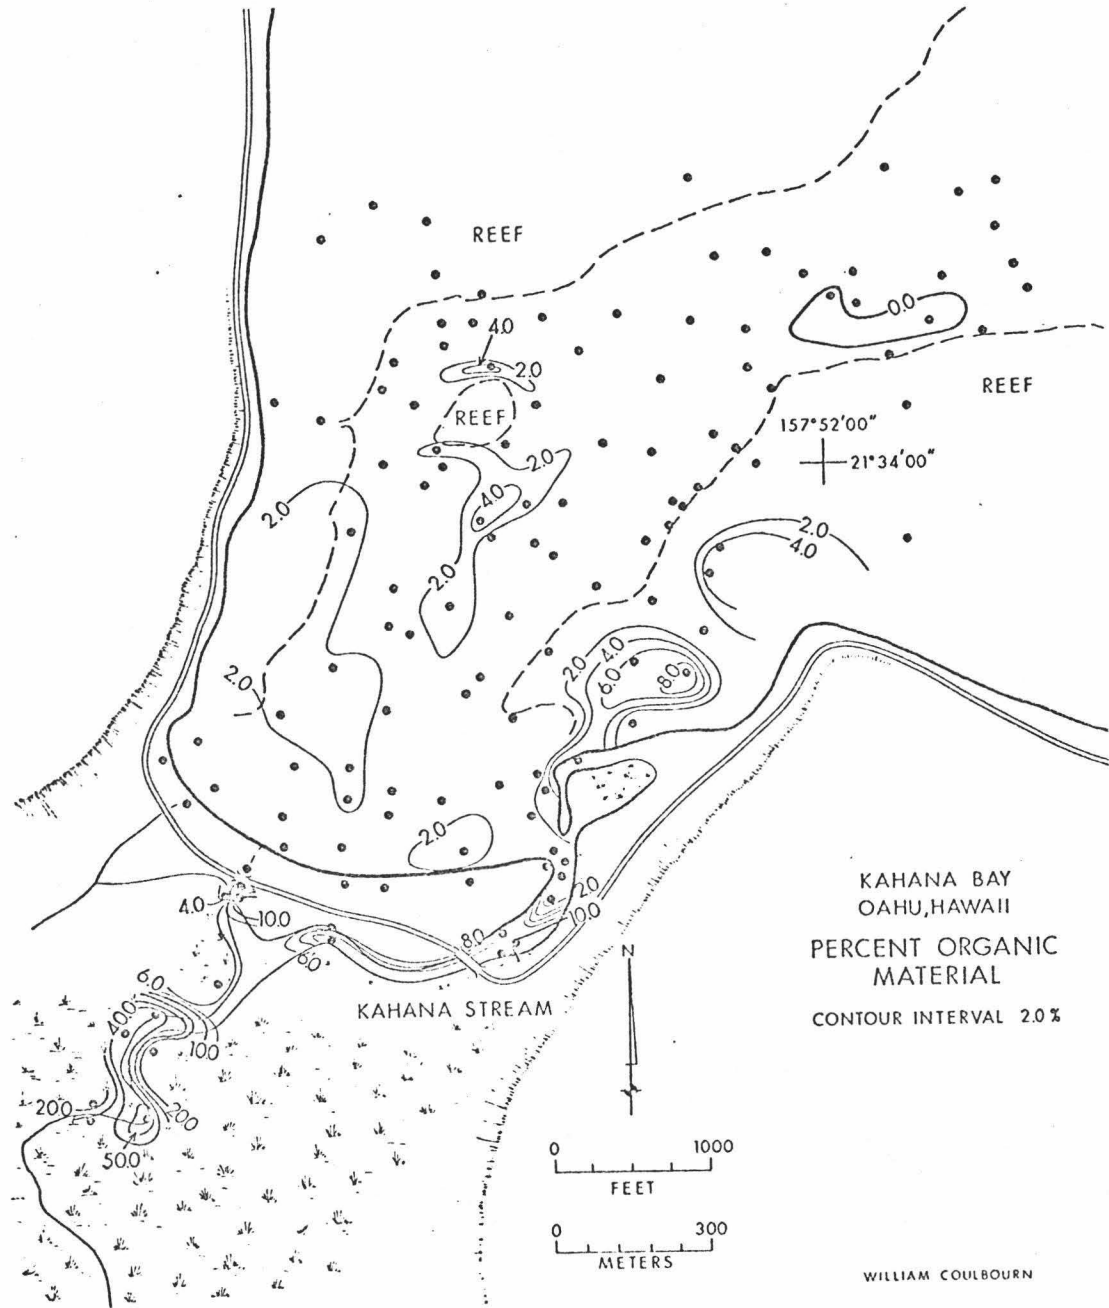 REEF
0.0
4.0
2.0
REEF
REEF
157°52'00"
21°34'00"
2.0
4.0
2.0
2.0
4.0
2.0
2.0
4.0
6.0
8.0
2.0
2.0
KAHANA BAY
OAHU, HAWAII
PERCENT ORGANIC
MATERIAL
CONTOUR INTERVAL 2.0%
4.0
10.0
2.0
10.0
8.0
6.0
N
KAHANA STREAM
6.0
40.0
10.0
20.0
20.0
50.0
0 1000
FEET
0 300
METERS
WILLIAM COULBOURN